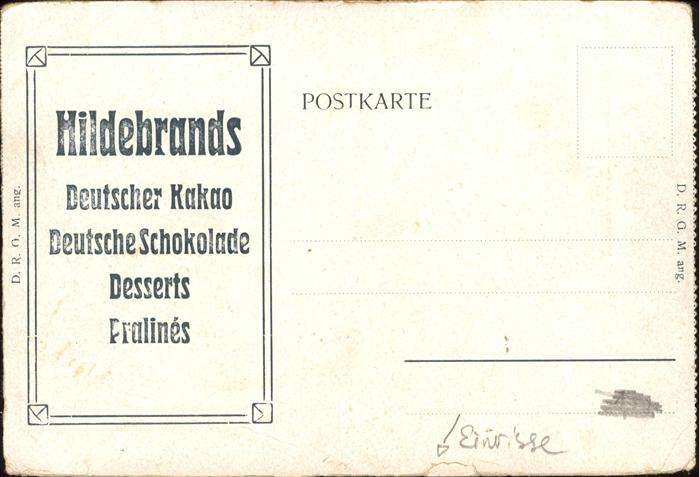 Hildebrands
Deutscher Kakao
Deutsche Schokolade
Desserts
Pralinés
D. R. G. M. ang.
POSTKARTE
D. R. G. M. ang.
Einrisse